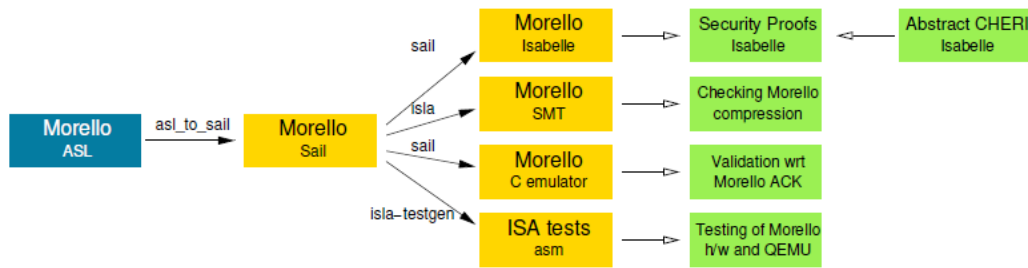 Morello
ASL
asl_to_sail
Morello
Sail
sail
isla
sail
isla-testgen
Morello
Isabelle
Security Proofs
Isabelle
Abstract CHERI
Isabelle
Morello
SMT
Checking Morello
compression
Morello
C emulator
Validation wrt
Morello ACK
ISA tests
asm
Testing of Morello
h/w and QEMU